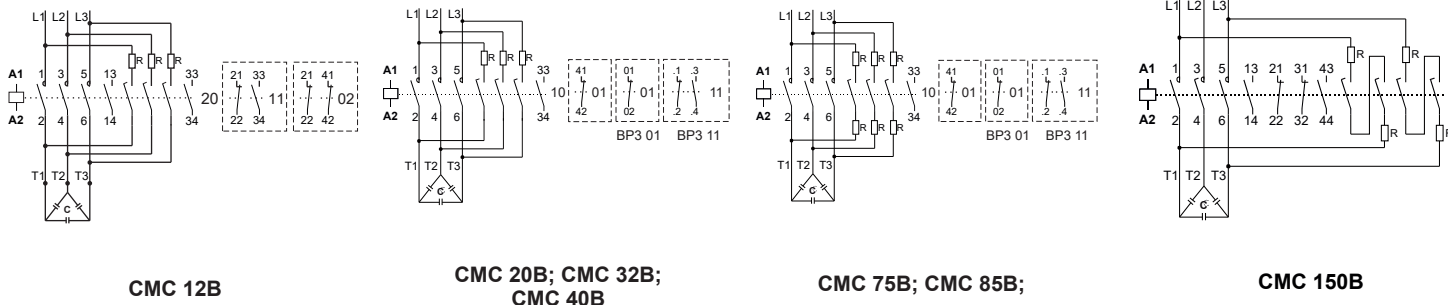 L1 L2 L3
R R R
A1 1 3 5 13 33
20
A2 2 4 6 14 34
T1 T2 T3
C
21 33
11
22 34
21 41
02
22 42
CMC 12B
L1 L2 L3
R R R
A1 1 3 5 33
10
A2 2 4 6 34
T1 T2 T3
C
41
01
42
01
01
02
.1 .3
11
.2 .4
BP3 01 BP3 11
CMC 20B; CMC 32B;
CMC 40B
L1 L2 L3
R R R
A1 1 3 5 33
10
A2 2 4 6 34
R R R
T1 T2 T3
C
41
01
42
01
01
02
.1 .3
11
.2 .4
BP3 01 BP3 11
CMC 75B; CMC 85B;
L1 L2 L3
R R
A1 1 3 5 13 21 31 43
A2 2 4 6 14 22 32 44
R R
T1 T2 T3
C
CMC 150B